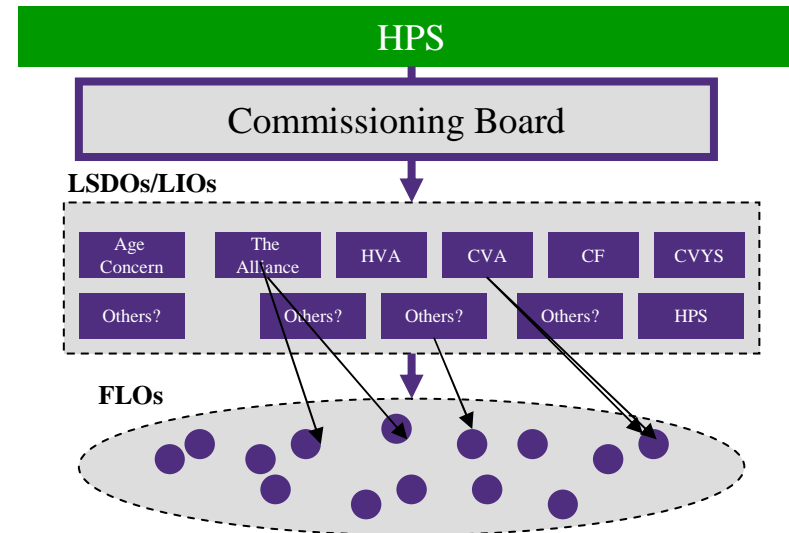 HPS
Commissioning Board
LSDOs/LIOs
Age
Concern
The
Alliance
HVA
CVA
CF
CVYS
Others?
Others?
Others?
Others?
HPS
FLOs